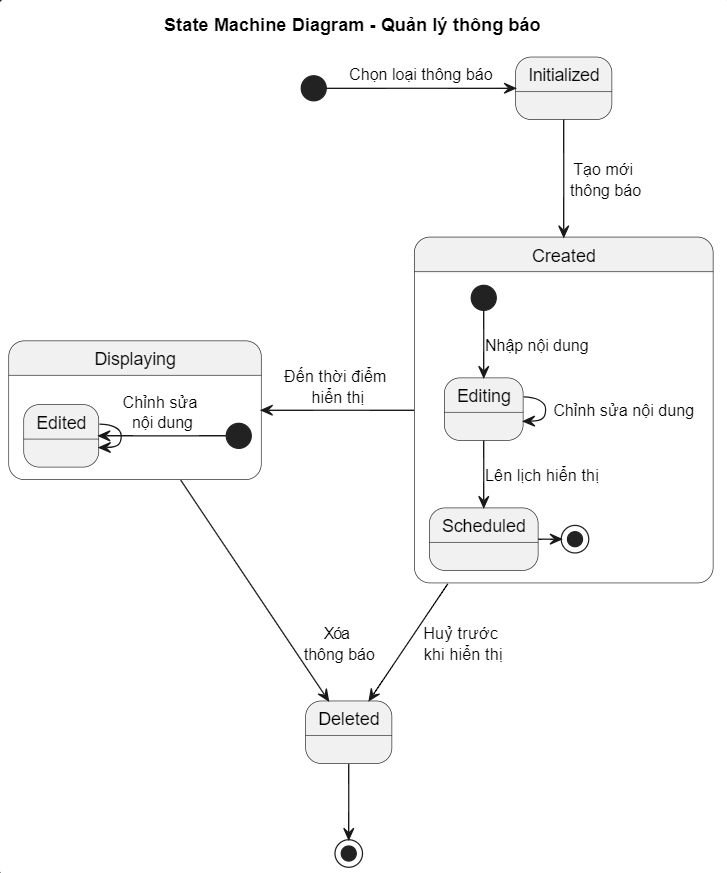 State Machine Diagram - Quản lý thông báo
Chọn loại thông báo
Initialized
Tạo mới
thông báo
Created
Nhập nội dung
Editing
Chỉnh sửa nội dung
Lên lịch hiển thị
Scheduled
Đến thời điểm
hiển thị
Displaying
Chỉnh sửa
nội dung
Edited
Xóa
thông báo
Huỷ trước
khi hiển thị
Deleted